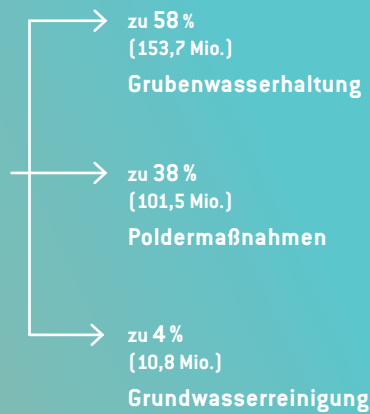 zu 58 %
(153,7 Mio.)
Grubenwasserhaltung
zu 38 %
(101,5 Mio.)
Poldermaßnahmen
zu 4 %
(10,8 Mio.)
Grundwasserreinigung